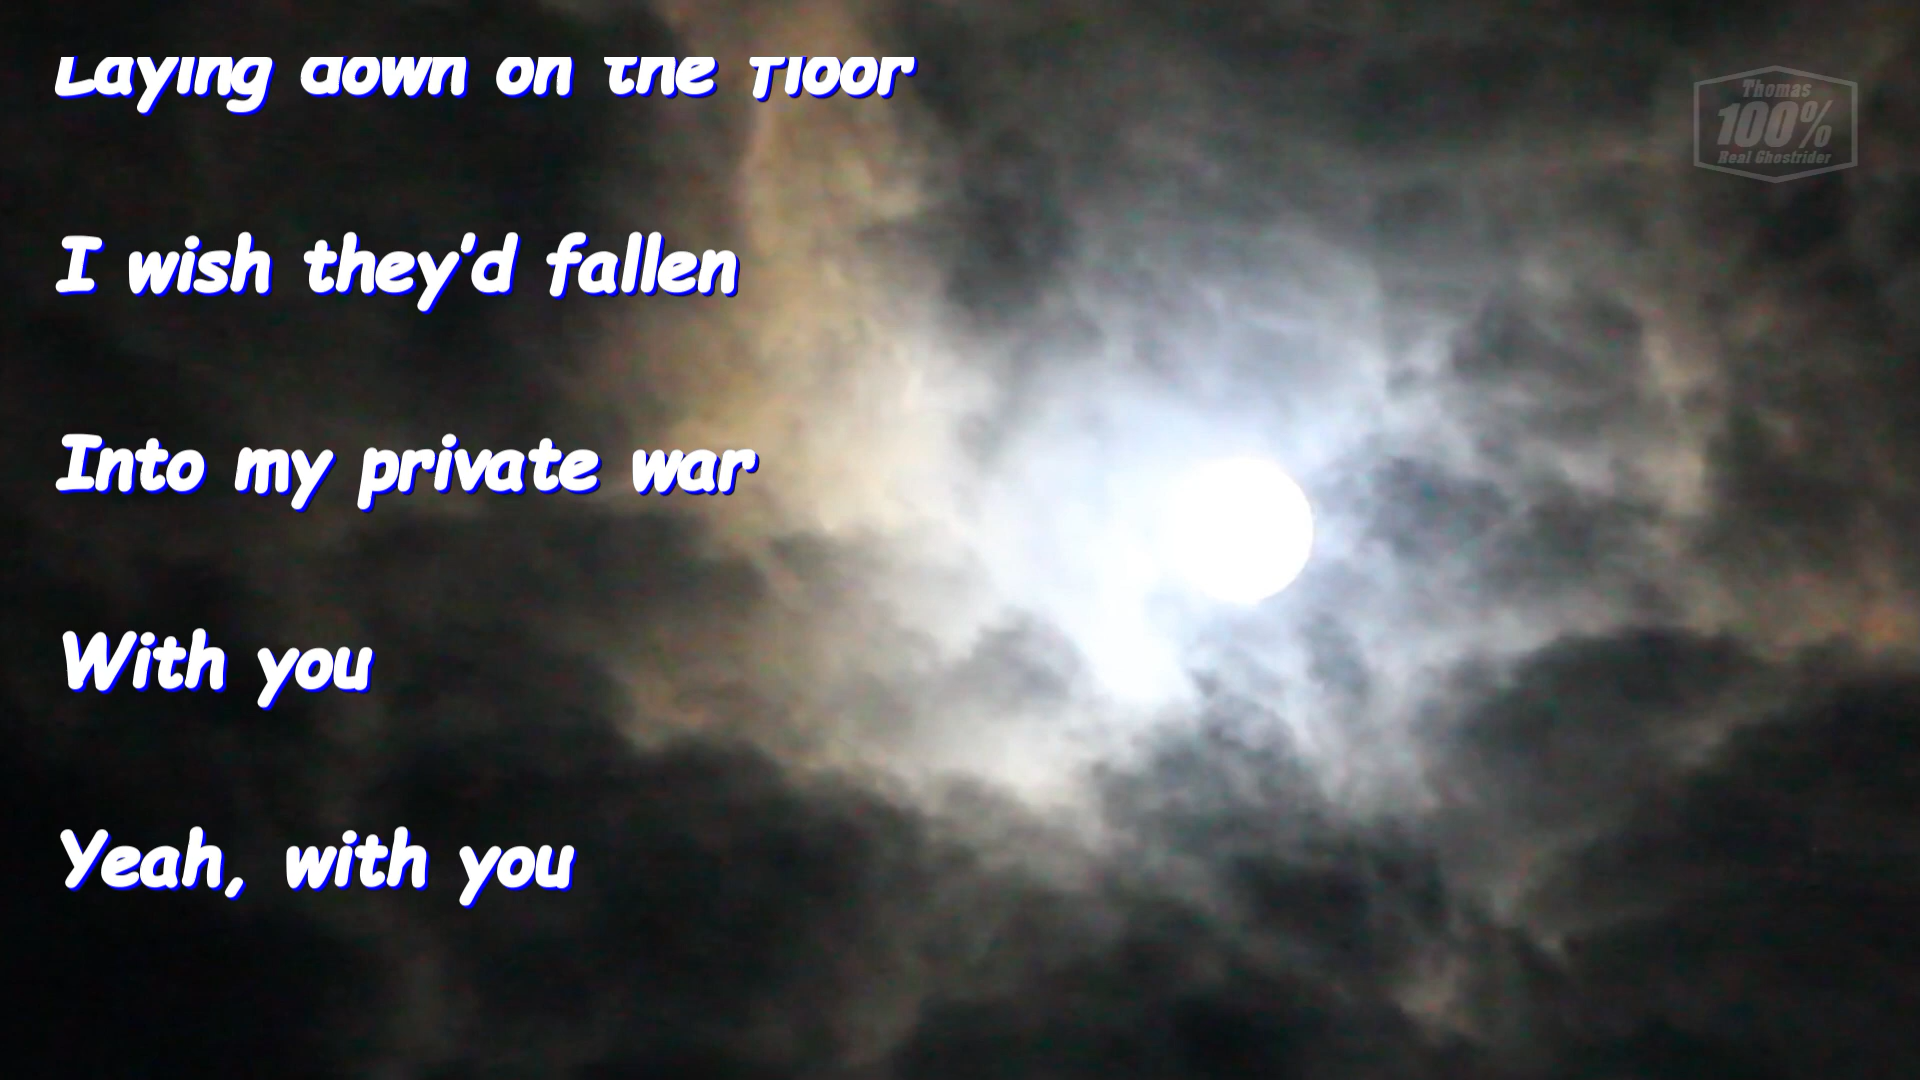 Laying down on the floor
I wish they'd fallen
Into my private war
With you
Yeah, with you
Thomas
100%
Real Ghostrider